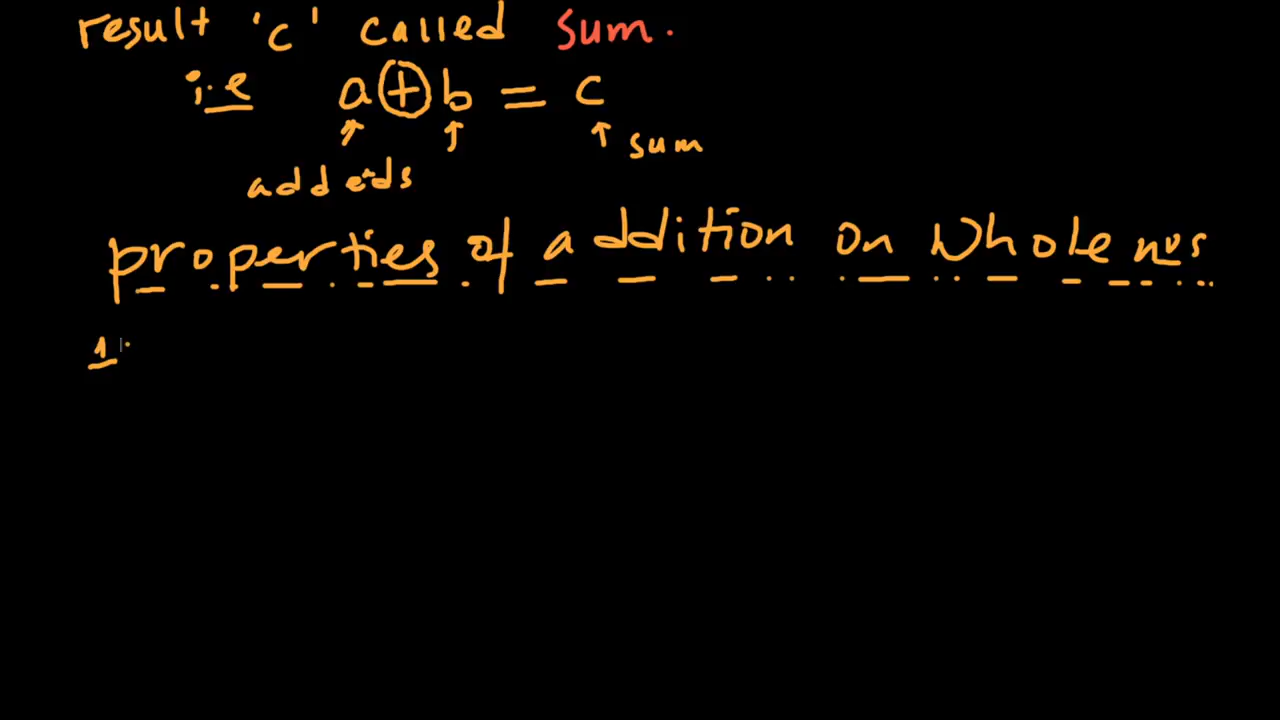 result 'c' called sum.
i.e a + b = c
sum
addeds
properties of addition on Whole nos
1.